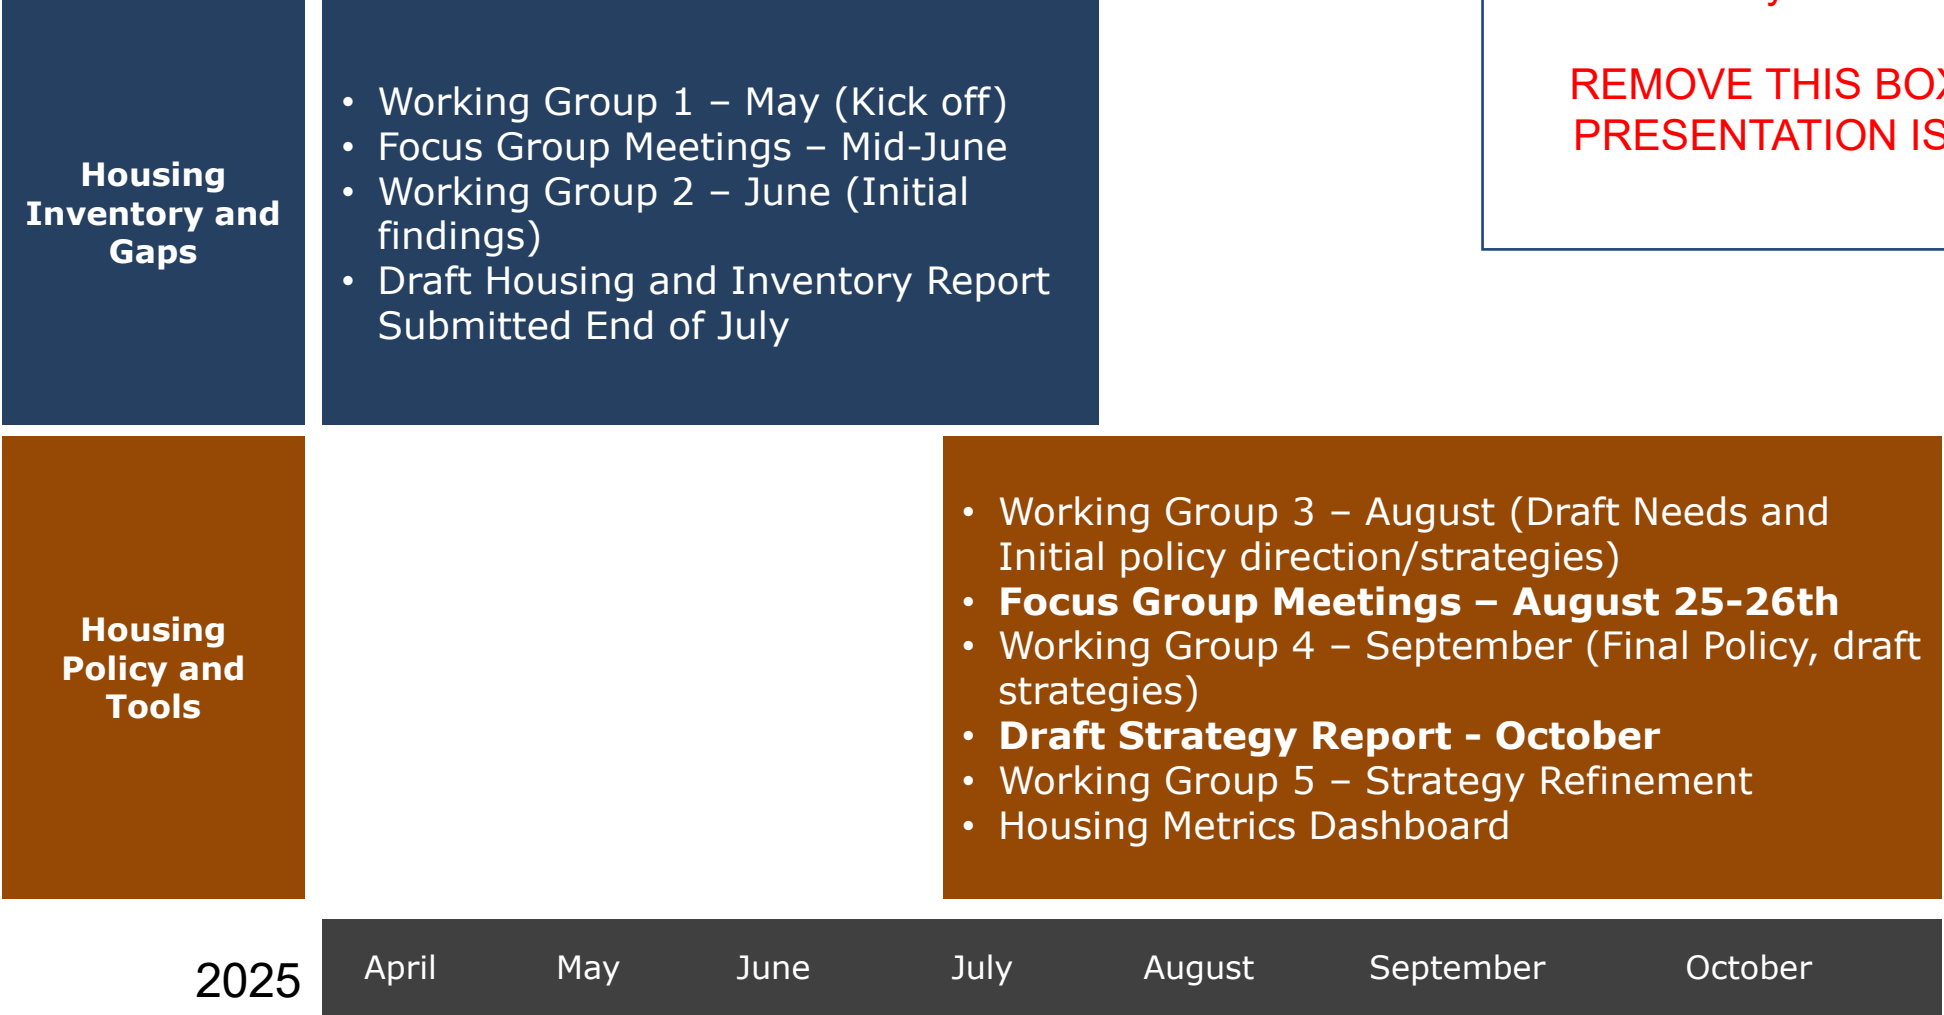 REMOVE THIS BOX
PRESENTATION IS
Housing
Inventory and
Gaps
• Working Group 1 – May (Kick off)
• Focus Group Meetings – Mid-June
• Working Group 2 – June (Initial
findings)
• Draft Housing and Inventory Report
Submitted End of July
Housing
Policy and
Tools
• Working Group 3 – August (Draft Needs and
Initial policy direction/strategies)
• Focus Group Meetings – August 25-26th
• Working Group 4 – September (Final Policy, draft
strategies)
• Draft Strategy Report - October
• Working Group 5 – Strategy Refinement
• Housing Metrics Dashboard
2025 April May June July August September October